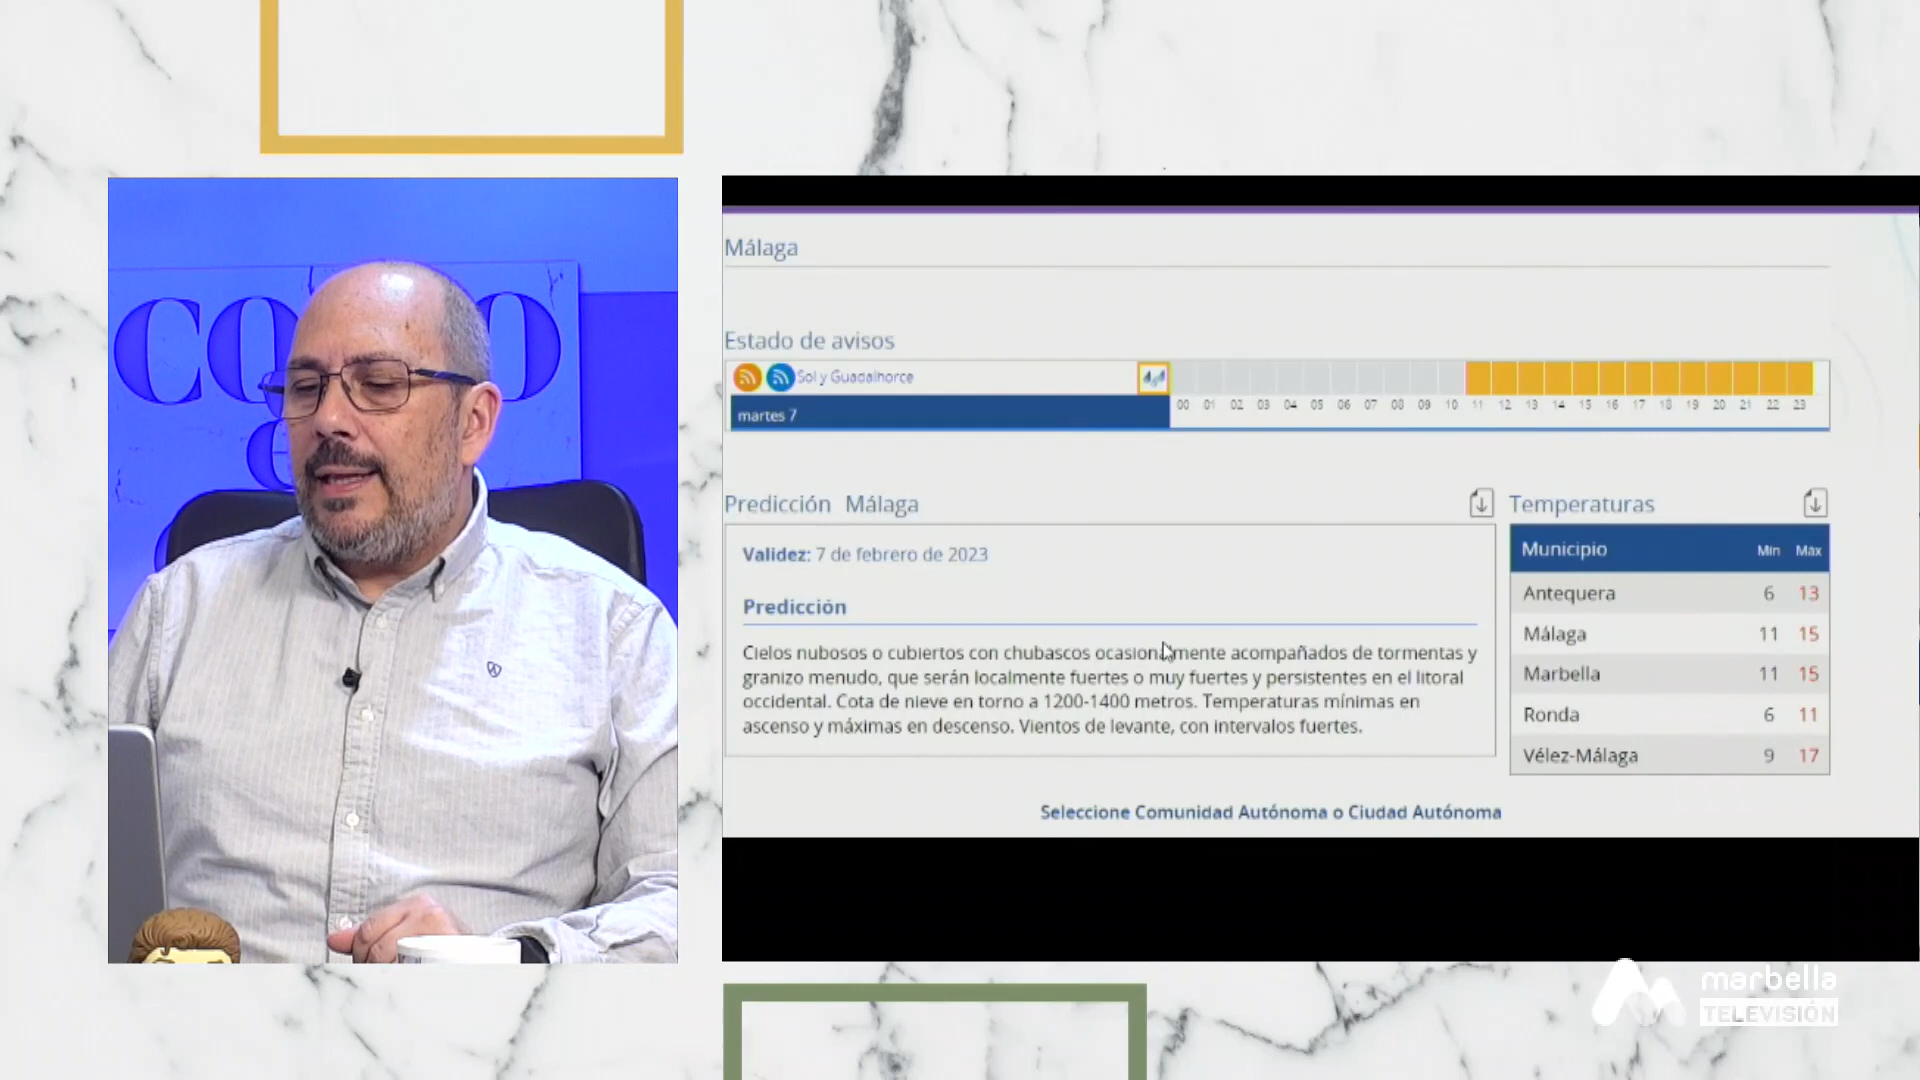 CO
O
Málaga
Estado de avisos
Sol y Guadalhorce
martes 7
00 01 02 03 04 05 06 07 08 09 10 11 12 13 14 15 16 17 18 19 20 21 22 23
Predicción Málaga
Validez: 7 de febrero de 2023
Predicción
Cielos nubosos o cubiertos con chubascos ocasionalmente acompañados de tormentas y
granizo menudo, que serán localmente fuertes o muy fuertes y persistentes en el litoral
occidental. Cota de nieve en torno a 1200-1400 metros. Temperaturas mínimas en
ascenso y máximas en descenso. Vientos de levante, con intervalos fuertes.
Temperaturas
Municipio Min Max
Antequera 6 13
Málaga 11 15
Marbella 11 15
Ronda 6 11
Vélez-Málaga 9 17
Seleccione Comunidad Autónoma o Ciudad Autónoma
marbella
TELEVISIÓN